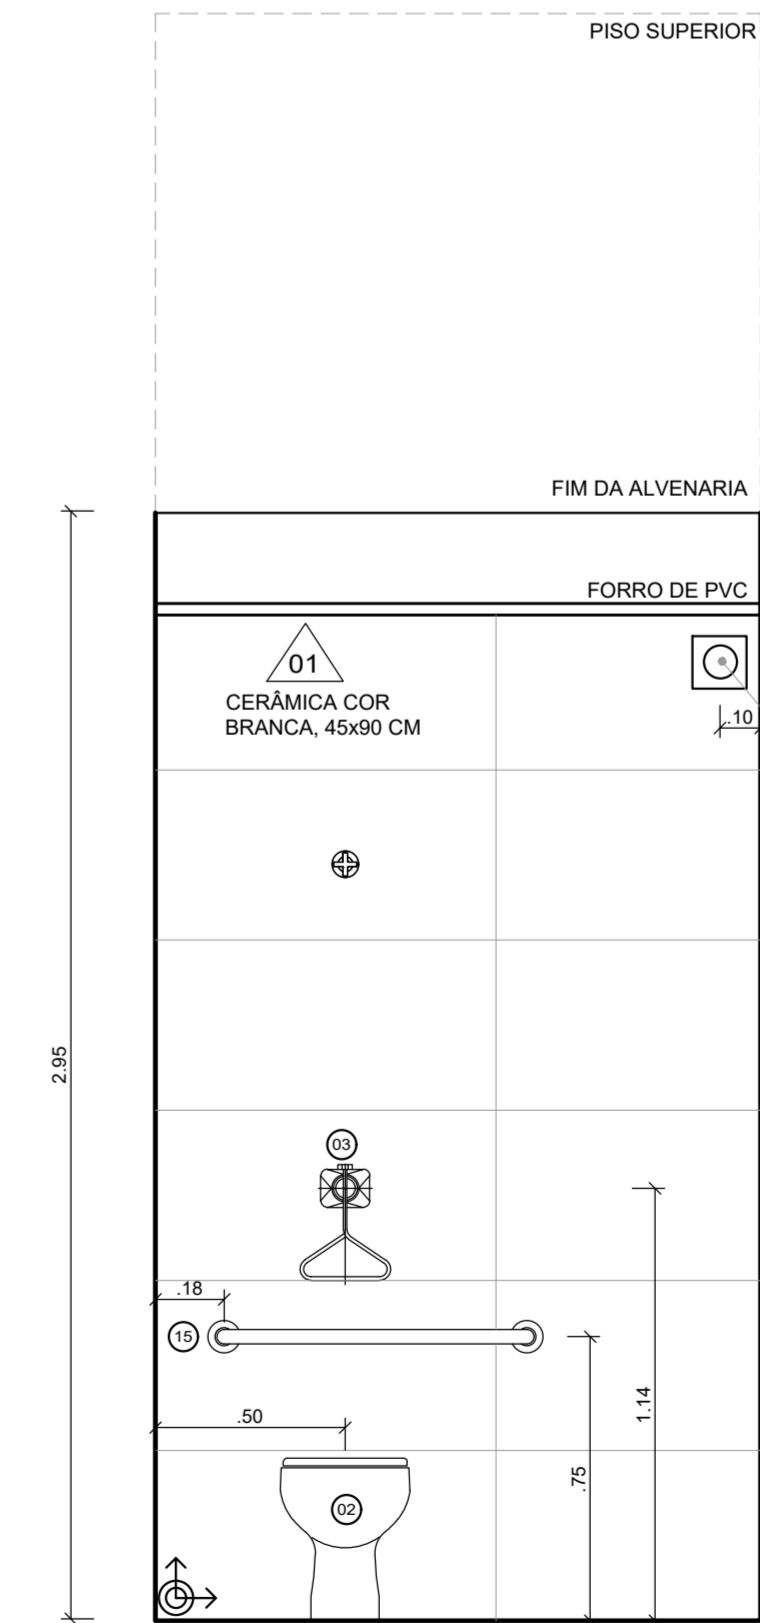 PISO SUPERIOR
FIM DA ALVENARIA
FORRO DE PVC
01
CERÂMICA COR
BRANCA, 45x90 CM
.10
2.95
03
.18
15
1.14
.50
.75
02